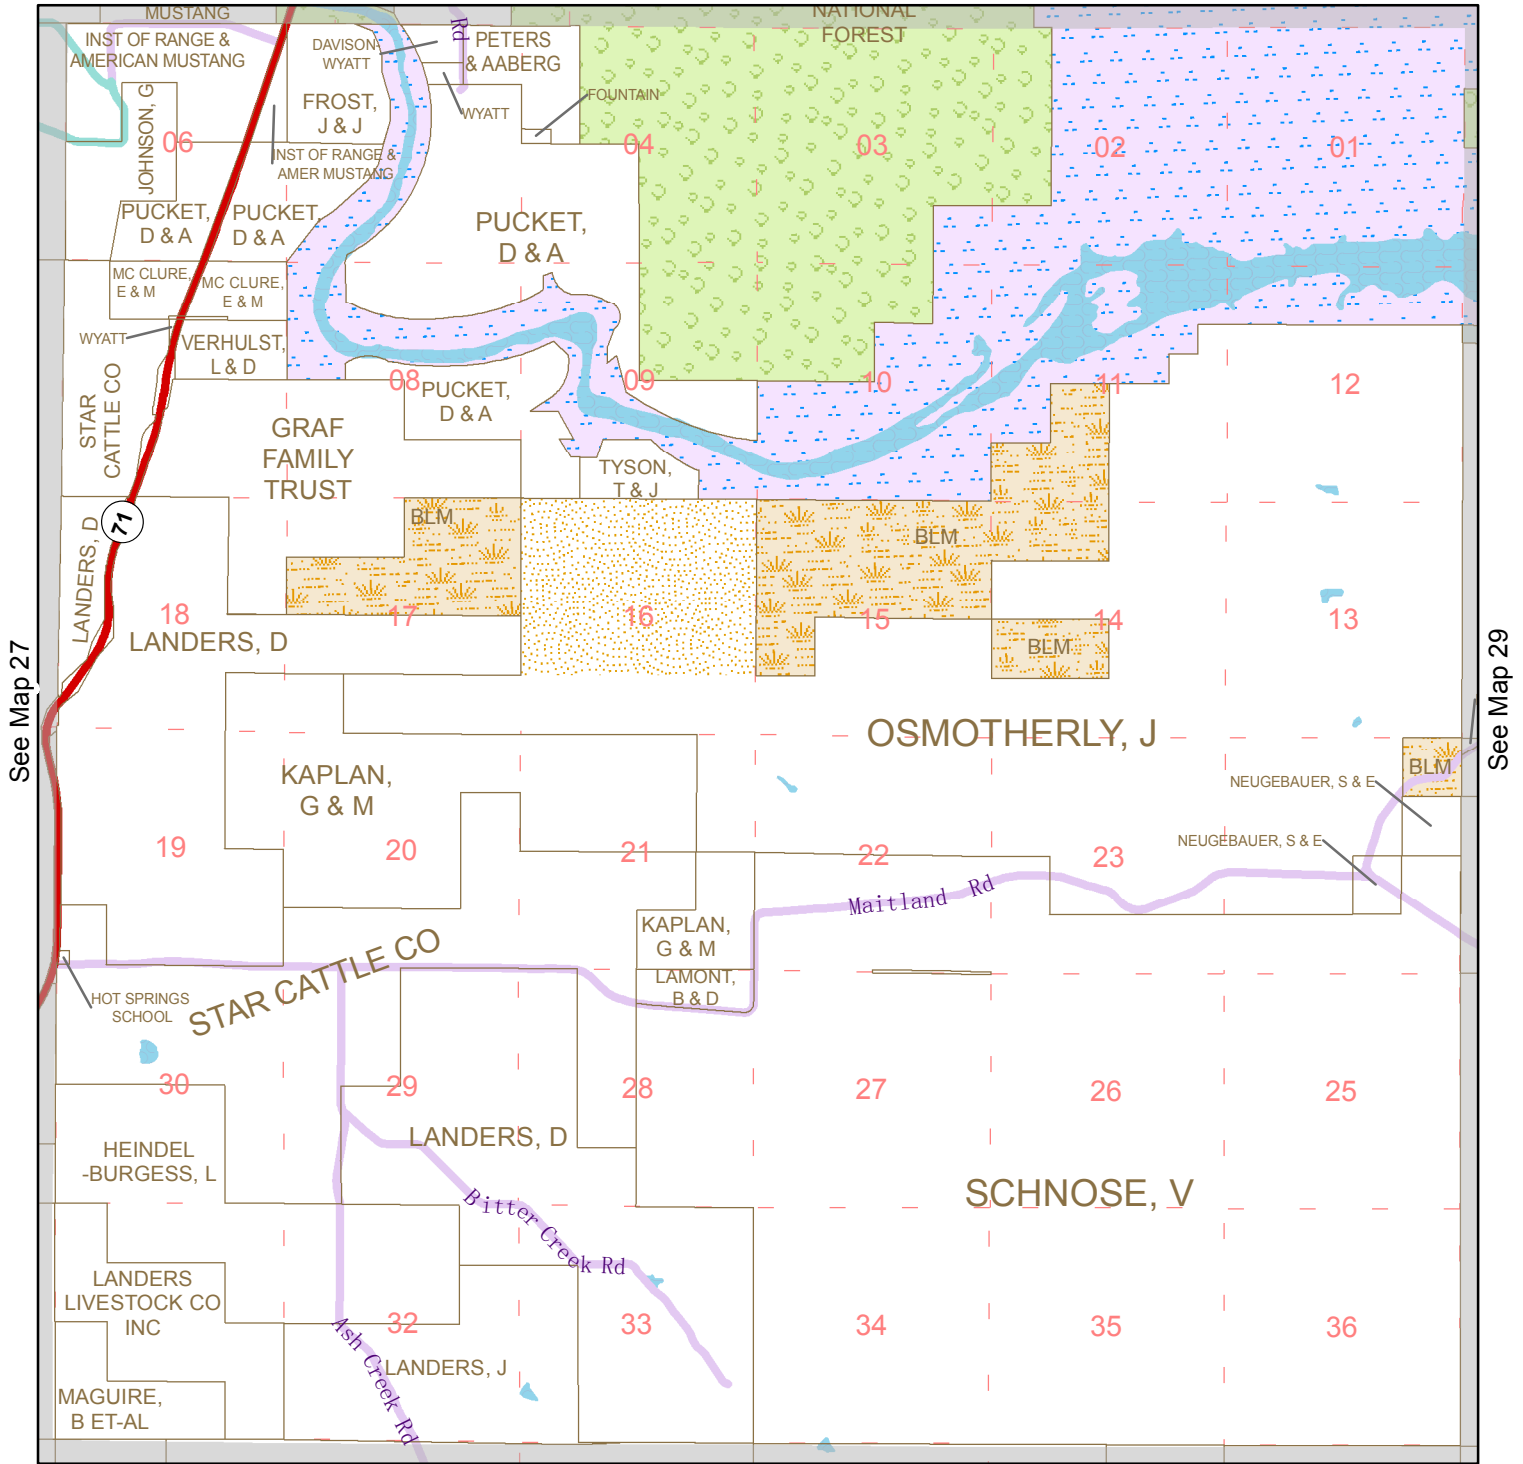 MUSTANG
NATIONAL
FOREST
INST OF RANGE &
AMERICAN MUSTANG
DAVISON-
WYATT
Rd
PETERS
& AABERG
JOHNSON, G
FROST,
J & J
WYATT
FOUNTAIN
06
04
03
02
01
INST OF RANGE &
AMER MUSTANG
PUCKET,
D & A
PUCKET,
D & A
PUCKET,
D & A
MC CLURE,
E & M
MC CLURE,
E & M
WYATT
VERHULST,
L & D
STAR
CATTLE CO
08
PUCKET,
D & A
09
10
11
12
GRAF
FAMILY
TRUST
TYSON,
T & J
71
BLM
BLM
LANDERS, D
18
17
16
15
14
13
LANDERS, D
BLM
See Map 27
See Map 29
OSMOTHERLY, J
KAPLAN,
G & M
BLM
NEUGEBAUER, S & E
NEUGEBAUER, S & E
19
20
21
22
23
Maitland Rd
KAPLAN,
G & M
STAR CATTLE CO
LAMONT,
B & D
HOT SPRINGS
SCHOOL
30
29
28
27
26
25
LANDERS, D
HEINDEL
-BURGESS, L
SCHNOSE, V
Bitter Creek Rd
LANDERS
LIVESTOCK CO
INC
32
33
34
35
36
Ash Creek Rd
LANDERS, J
MAGUIRE,
B ET-AL